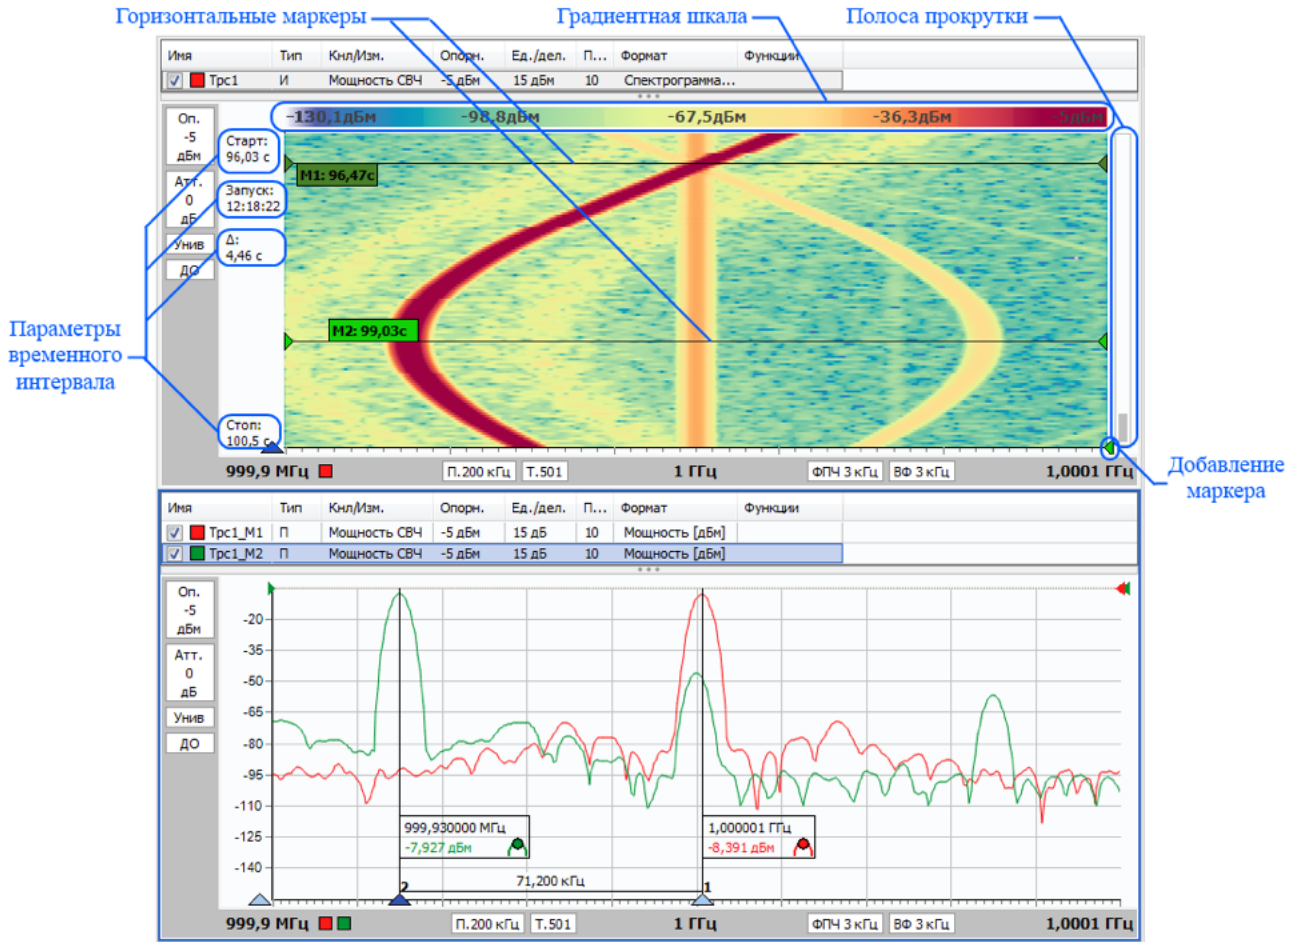 Горизонтальные маркеры
Градиентная шкала
Полоса прокрутки
Имя Тип Кнл/Изм. Опорн. Ед./дел. П... Формат Функции
Трс1 И Мощность СВЧ -5 дБм 15 дБм 10 Спектрограмма...
Оп.
-5
дБм
Атт.
0
дБ
Унив
ДО
-130,1дБм -98,8дБм -67,5дБм -36,3дБм -5дБм
Старт:
96,03 с
Запуск:
12:18:22
Δ:
4,46 с
Стоп:
100,5 с
М1: 96,47с
М2: 99,03с
Параметры
временного
интервала
Добавление
маркера
999,9 МГц П.200 кГц Т.501 1 ГГц ФПЧ 3 кГц ВФ 3 кГц 1,0001 ГГц
Имя Тип Кнл/Изм. Опорн. Ед./дел. П... Формат Функции
Трс1_М1 П Мощность СВЧ -5 дБм 15 дБ 10 Мощность [дБм]
Трс1_М2 П Мощность СВЧ -5 дБм 15 дБ 10 Мощность [дБм]
Оп.
-5
дБм
Атт.
0
дБ
Унив
ДО
-20
-35
-50
-65
-80
-95
-110
-125
-140
999,930000 МГц
-7,927 дБм
1,000001 ГГц
-8,391 дБм
2 71,200 кГц 1
999,9 МГц П.200 кГц Т.501 1 ГГц ФПЧ 3 кГц ВФ 3 кГц 1,0001 ГГц